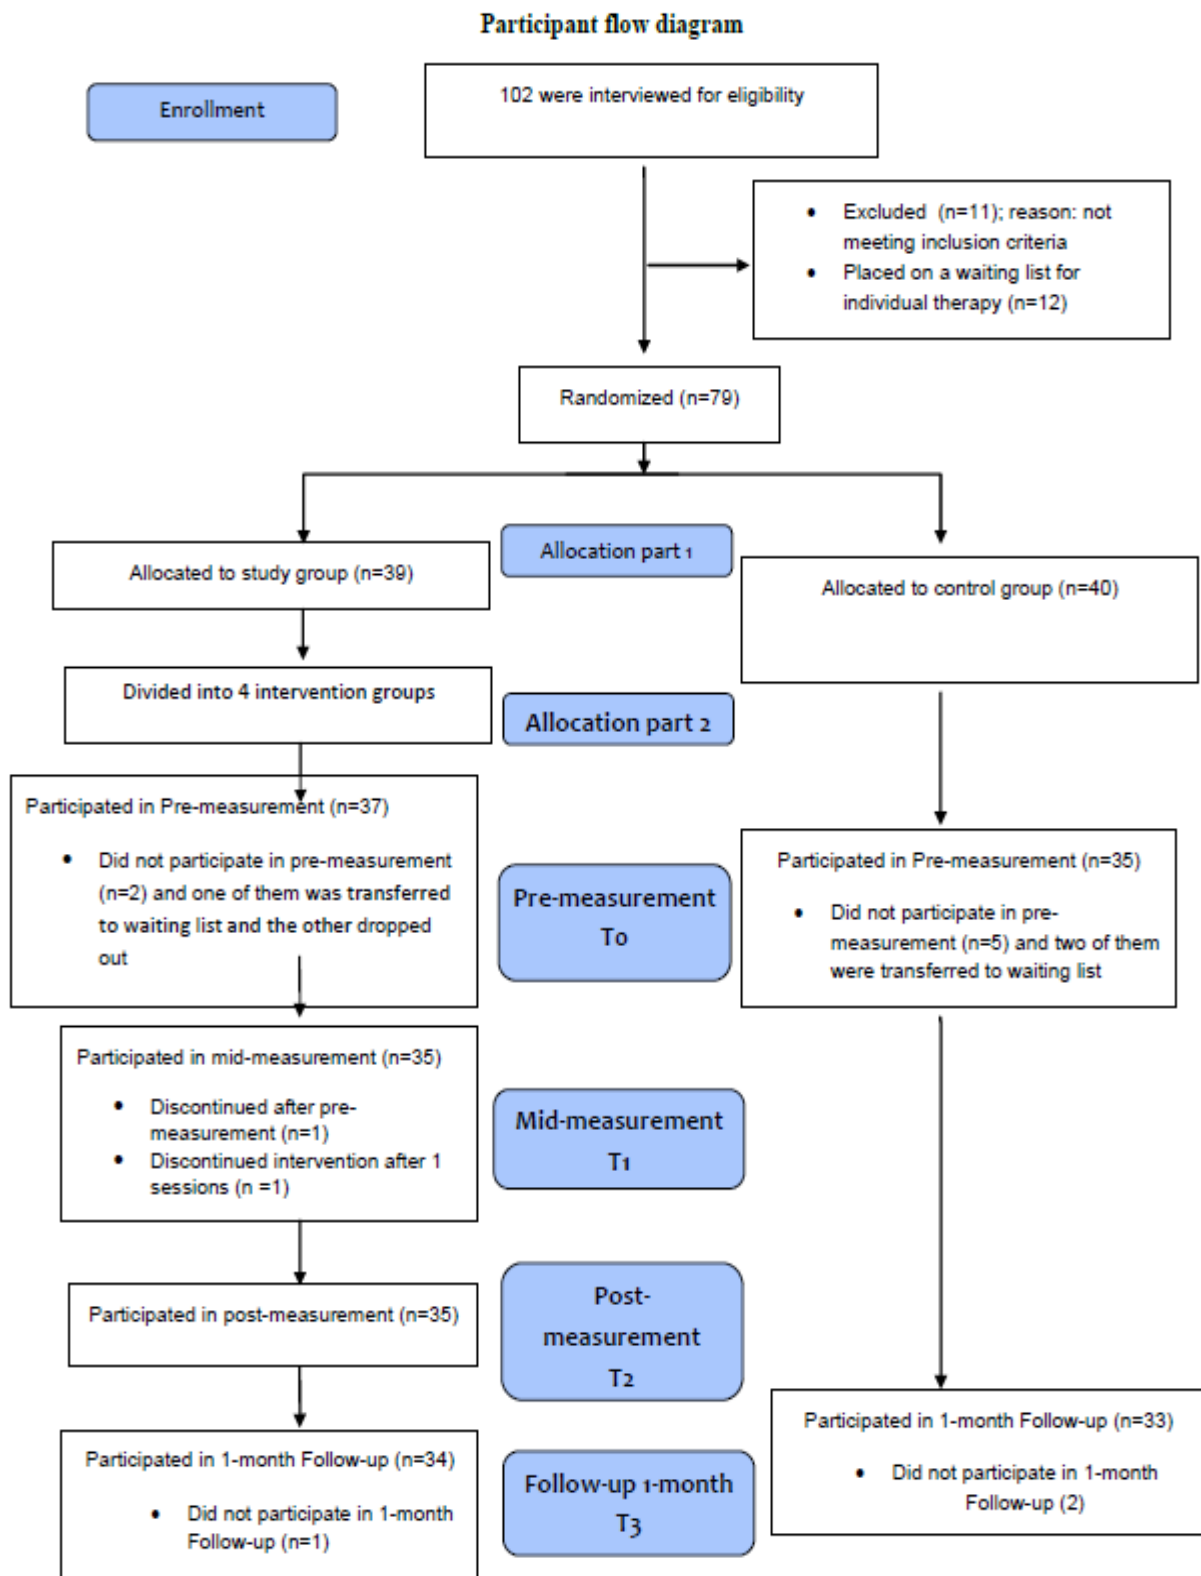 Participant flow diagram
Enrollment
102 were interviewed for eligibility
• Excluded (n=11); reason: not
meeting inclusion criteria
• Placed on a waiting list for
individual therapy (n=12)
Randomized (n=79)
Allocation part 1
Allocated to study group (n=39)
Allocated to control group (n=40)
Divided into 4 intervention groups
Allocation part 2
Participated in Pre-measurement (n=37)
• Did not participate in pre-measurement
(n=2) and one of them was transferred
to waiting list and the other dropped
out
Pre-measurement
T0
Participated in Pre-measurement (n=35)
• Did not participate in pre-
measurement (n=5) and two of them
were transferred to waiting list
Participated in mid-measurement (n=35)
• Discontinued after pre-
measurement (n=1)
• Discontinued intervention after 1
sessions (n =1)
Mid-measurement
T1
Participated in post-measurement (n=35)
Post-
measurement
T2
Participated in 1-month Follow-up (n=33)
• Did not participate in 1-month
Follow-up (2)
Participated in 1-month Follow-up (n=34)
• Did not participate in 1-month
Follow-up (n=1)
Follow-up 1-month
T3